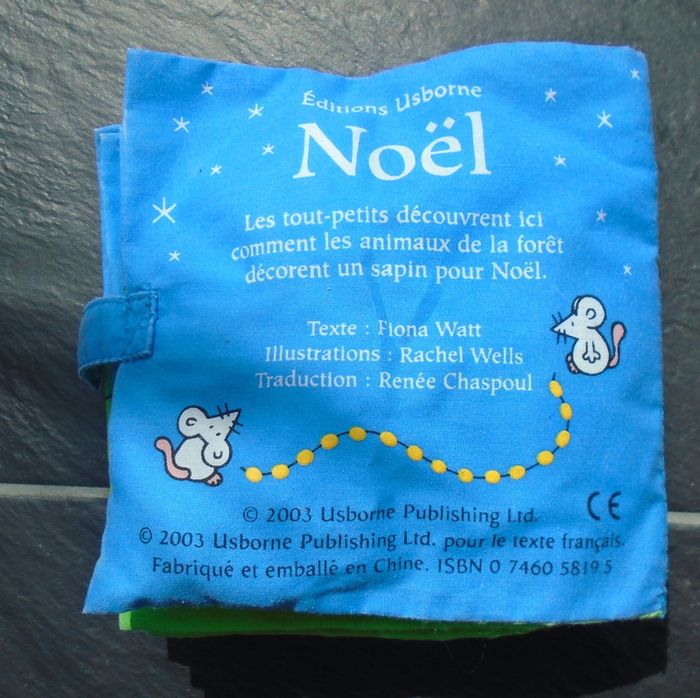 Éditions Usborne
Noël
Les tout-petits découvrent ici
comment les animaux de la forêt
décorent un sapin pour Noël.
Texte : Fiona Watt
Illustrations : Rachel Wells
Traduction : Renée Chaspoul
© 2003 Usborne Publishing Ltd. CE
© 2003 Usborne Publishing Ltd. pour le texte français.
Fabriqué et emballé en Chine. ISBN 0 7460 5819 5